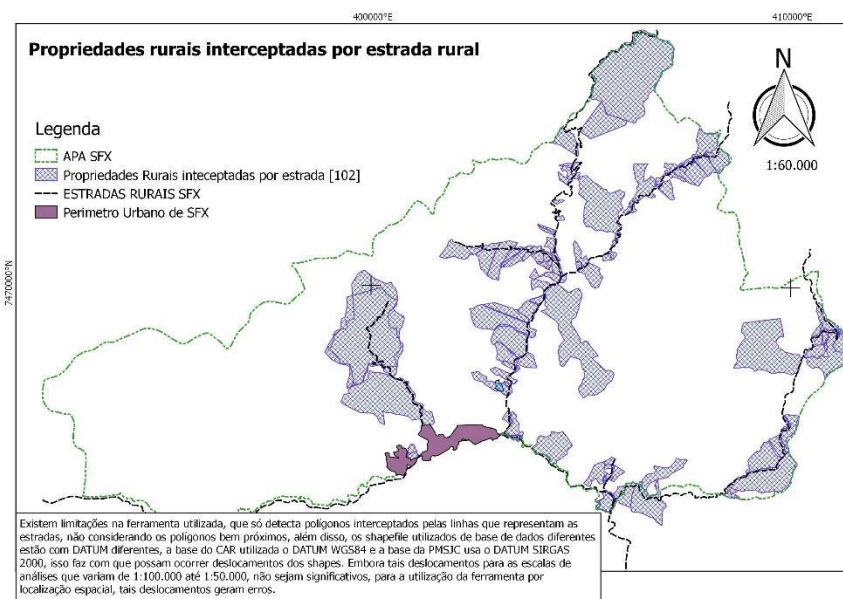 400000°E
410000°E
Propriedades rurais interceptadas por estrada rural
N
Legenda
APA SFX
1:60.000
Propriedades Rurais inteceptadas por estrada [102]
ESTRADAS RURAIS SFX
Perimetro Urbano de SFX
7470000°N
Existem limitações na ferramenta utilizada, que só detecta polígonos interceptados pelas linhas que representam as
estradas, não considerando os polígonos bem próximos, além disso, os shapefile utilizados de base de dados diferentes
estão com DATUM diferentes, a base do CAR utilizada o DATUM WGS84 e a base da PMSJC usa o DATUM SIRGAS
2000, isso faz com que possam ocorrer deslocamentos dos shapes. Embora tais deslocamentos para as escalas de
análises que variam de 1:100.000 até 1:50.000, não sejam significativos, para a utilização da ferramenta por
localização espacial, tais deslocamentos geram erros.